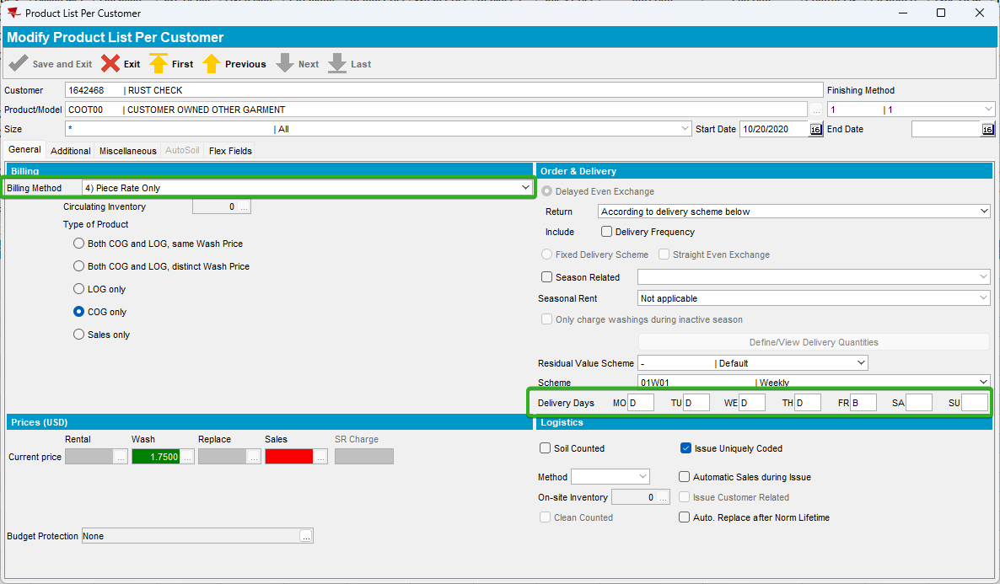 Product List Per Customer
Modify Product List Per Customer
Save and Exit Exit First Previous Next Last
Customer 1642468 | RUST CHECK Finishing Method
Product/Model COOT00 | CUSTOMER OWNED OTHER GARMENT ... 1 | 1
Size * | All Start Date 10/20/2020 16 End Date 16
General Additional Miscellaneous AutoSoil Flex Fields
Billing
Billing Method 4) Piece Rate Only
Circulating Inventory 0 ...
Type of Product
Both COG and LOG, same Wash Price
Both COG and LOG, distinct Wash Price
LOG only
COG only
Sales only
Order & Delivery
Delayed Even Exchange
Return According to delivery scheme below
Include Delivery Frequency
Fixed Delivery Scheme Straight Even Exchange
Season Related
Seasonal Rent Not applicable
Only charge washings during inactive season
Define/View Delivery Quantities
Residual Value Scheme - | Default
Scheme 01W01 | Weekly
Delivery Days MO D TU D WE D TH D FR B SA SU
Prices (USD)
Rental Wash Replace Sales SR Charge
Current price ... 1.7500 ... ... ...
Budget Protection None ...
Logistics
Soil Counted Issue Uniquely Coded
Method Automatic Sales during Issue
On-site Inventory 0 ... Issue Customer Related
Clean Counted Auto. Replace after Norm Lifetime